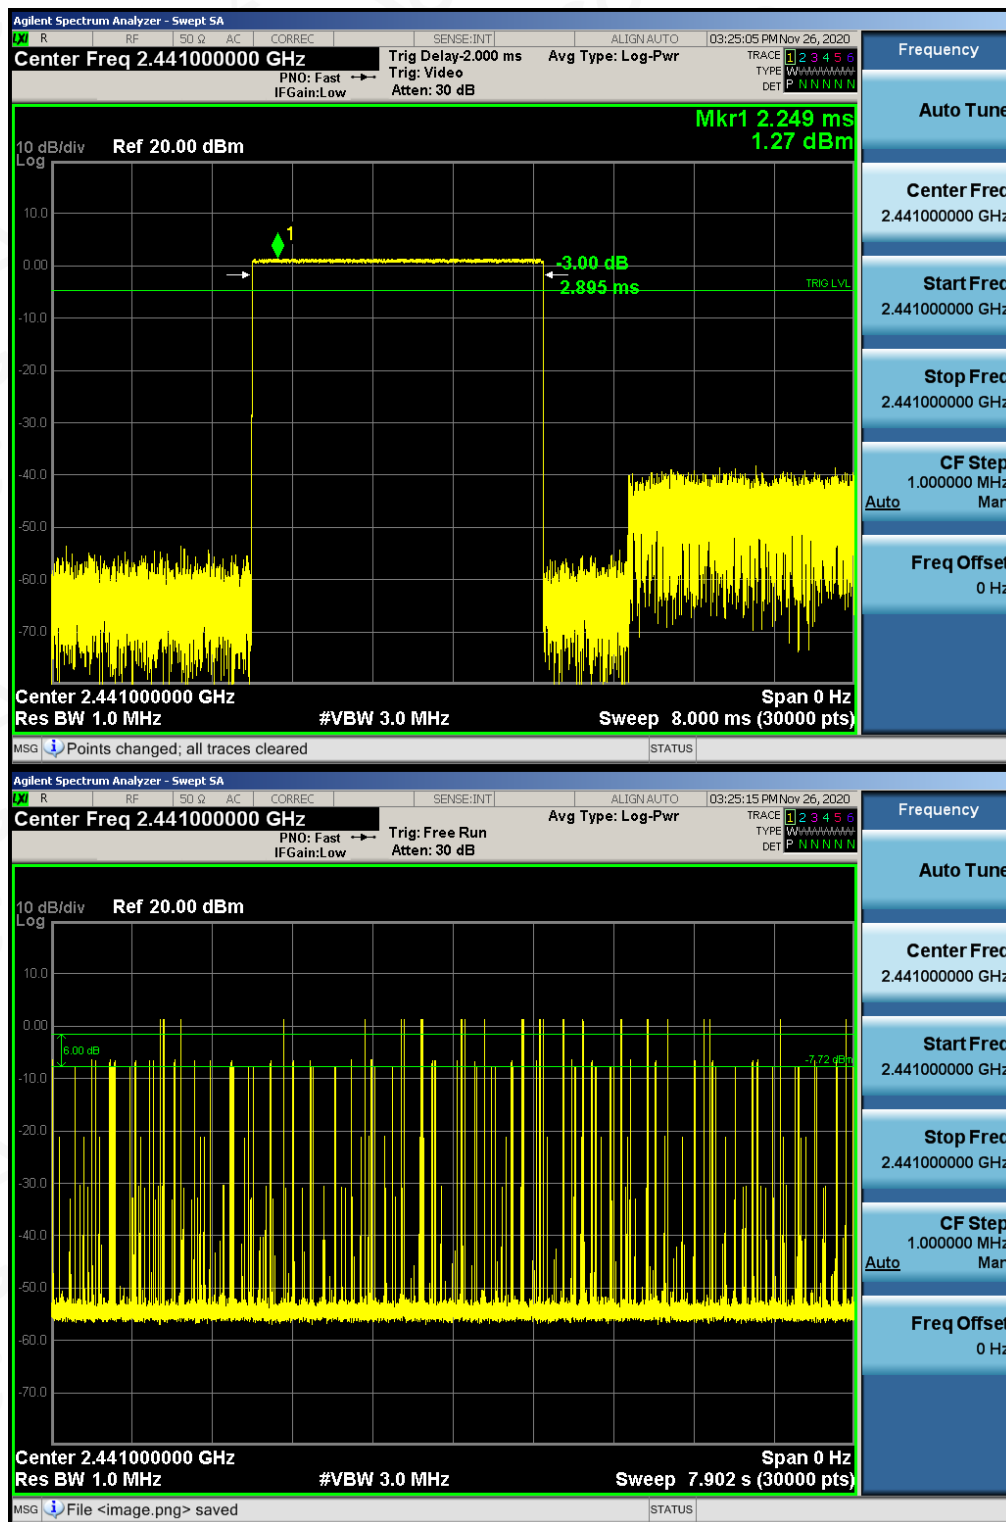 Agilent Spectrum Analyzer - Swept SA
LXI R RF 50 Ω AC CORREC SENSE:INT ALIGN AUTO 03:25:05 PM Nov 26, 2020
Center Freq 2.441000000 GHz
PNO: Fast
IFGain:Low
Trig Delay-2.000 ms
Trig: Video
Atten: 30 dB
Avg Type: Log-Pwr
TRACE 1 2 3 4 5 6
TYPE W
DET P N N N N N
Mkr1 2.249 ms
1.27 dBm
10 dB/div
Log
Ref 20.00 dBm
10.0
1
0.00
-3.00 dB
2.895 ms
TRIG LVL
-10.0
-20.0
-30.0
-40.0
-50.0
-60.0
-70.0
Center 2.441000000 GHz
Span 0 Hz
Res BW 1.0 MHz
#VBW 3.0 MHz
Sweep 8.000 ms (30000 pts)
MSG Points changed; all traces cleared
STATUS
Frequency
Auto Tune
Center Freq
2.441000000 GHz
Start Freq
2.441000000 GHz
Stop Freq
2.441000000 GHz
CF Step
1.000000 MHz
Auto Man
Freq Offset
0 Hz
Agilent Spectrum Analyzer - Swept SA
LXI R RF 50 Ω AC CORREC SENSE:INT ALIGN AUTO 03:25:15 PM Nov 26, 2020
Center Freq 2.441000000 GHz
PNO: Fast
IFGain:Low
Trig: Free Run
Atten: 30 dB
Avg Type: Log-Pwr
TRACE 1 2 3 4 5 6
TYPE W
DET P N N N N N
10 dB/div
Log
Ref 20.00 dBm
10.0
0.00
6.00 dB
-7.72 dBm
-10.0
-20.0
-30.0
-40.0
-50.0
-60.0
-70.0
Center 2.441000000 GHz
Span 0 Hz
Res BW 1.0 MHz
#VBW 3.0 MHz
Sweep 7.902 s (30000 pts)
MSG File <image.png> saved
STATUS
Frequency
Auto Tune
Center Freq
2.441000000 GHz
Start Freq
2.441000000 GHz
Stop Freq
2.441000000 GHz
CF Step
1.000000 MHz
Auto Man
Freq Offset
0 Hz